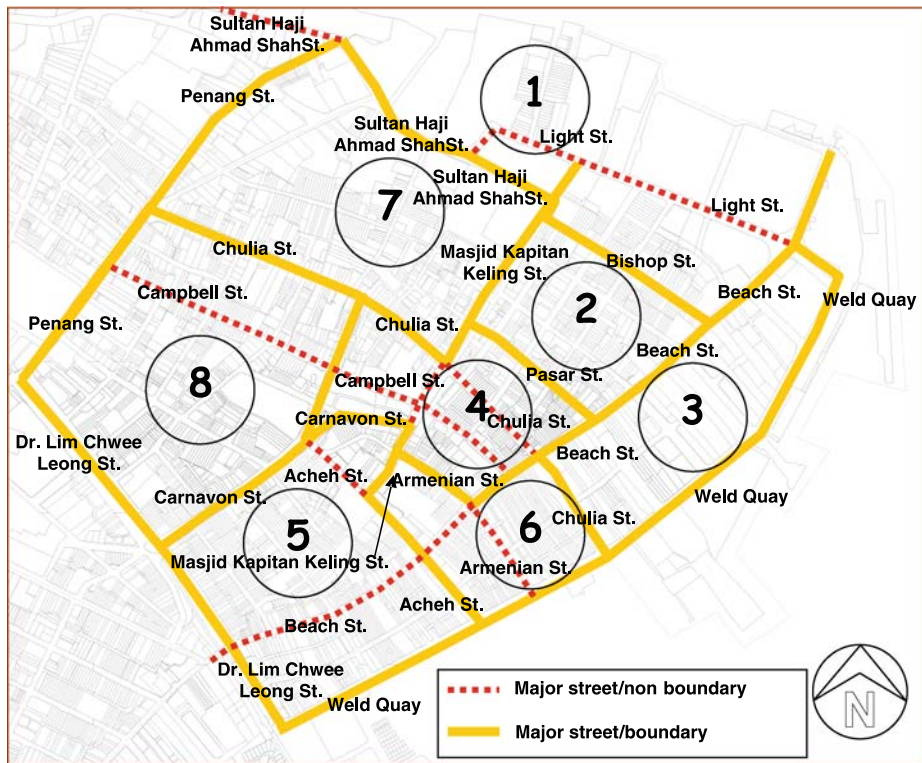 Sultan Haji
Ahmad ShahSt.
Penang St.
1
Sultan Haji
Ahmad ShahSt.
Light St.
Sultan Haji
Ahmad ShahSt.
7
Light St.
Chulia St.
Masjid Kapitan
Keling St.
Bishop St.
Campbell St.
Beach St.
Weld Quay
2
Penang St.
Chulia St.
Beach St.
8
Campbell St.
Pasar St.
4
3
Carnavon St.
Chulia St.
Dr. Lim Chwee
Leong St.
Beach St.
Acheh St.
Armenian St.
Carnavon St.
Weld Quay
5
6
Chulia St.
Masjid Kapitan Keling St.
Armenian St.
Acheh St.
Beach St.
Dr. Lim Chwee
Leong St.
Weld Quay
Major street/non boundary
Major street/boundary
N